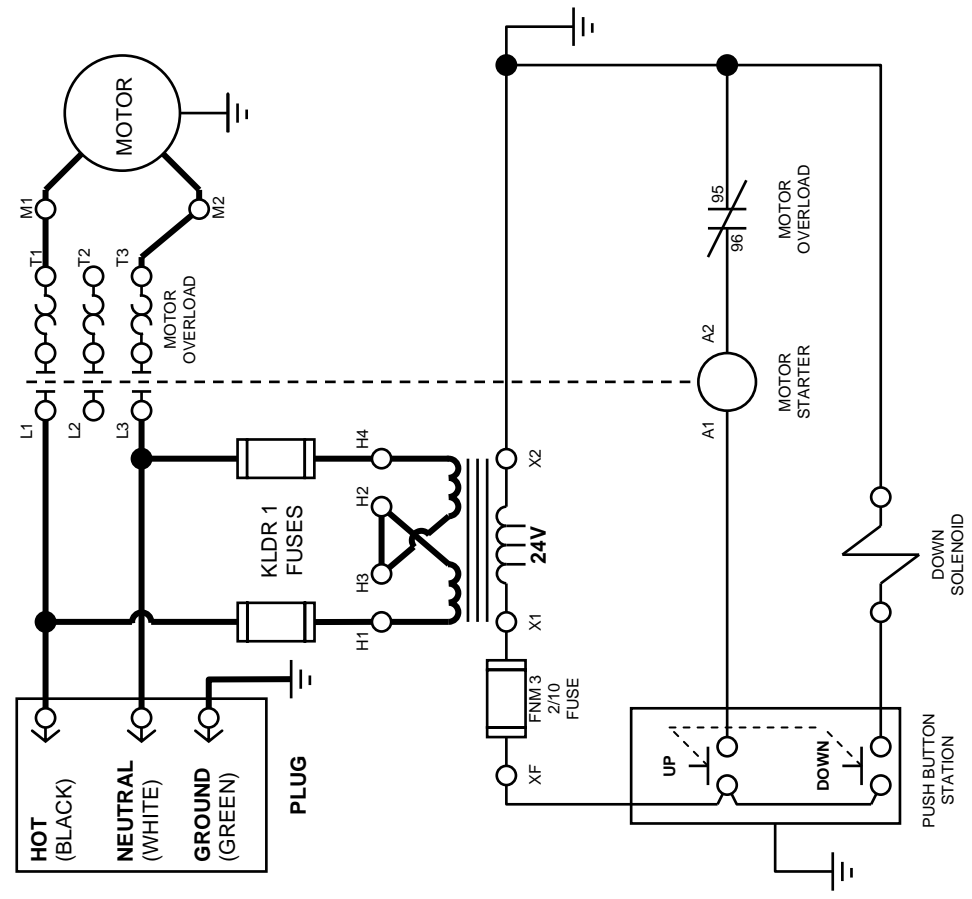 HOT
(BLACK)
NEUTRAL
(WHITE)
GROUND
(GREEN)
PLUG
L1
L2
L3
T1
T2
T3
M1
M2
MOTOR
MOTOR
OVERLOAD
KLDR 1
FUSES
H1
H3
H2
H4
X1
X2
24V
XF
FNM 3
2/10
FUSE
A1
A2
MOTOR
STARTER
96
95
MOTOR
OVERLOAD
UP
DOWN
PUSH BUTTON
STATION
DOWN
SOLENOID